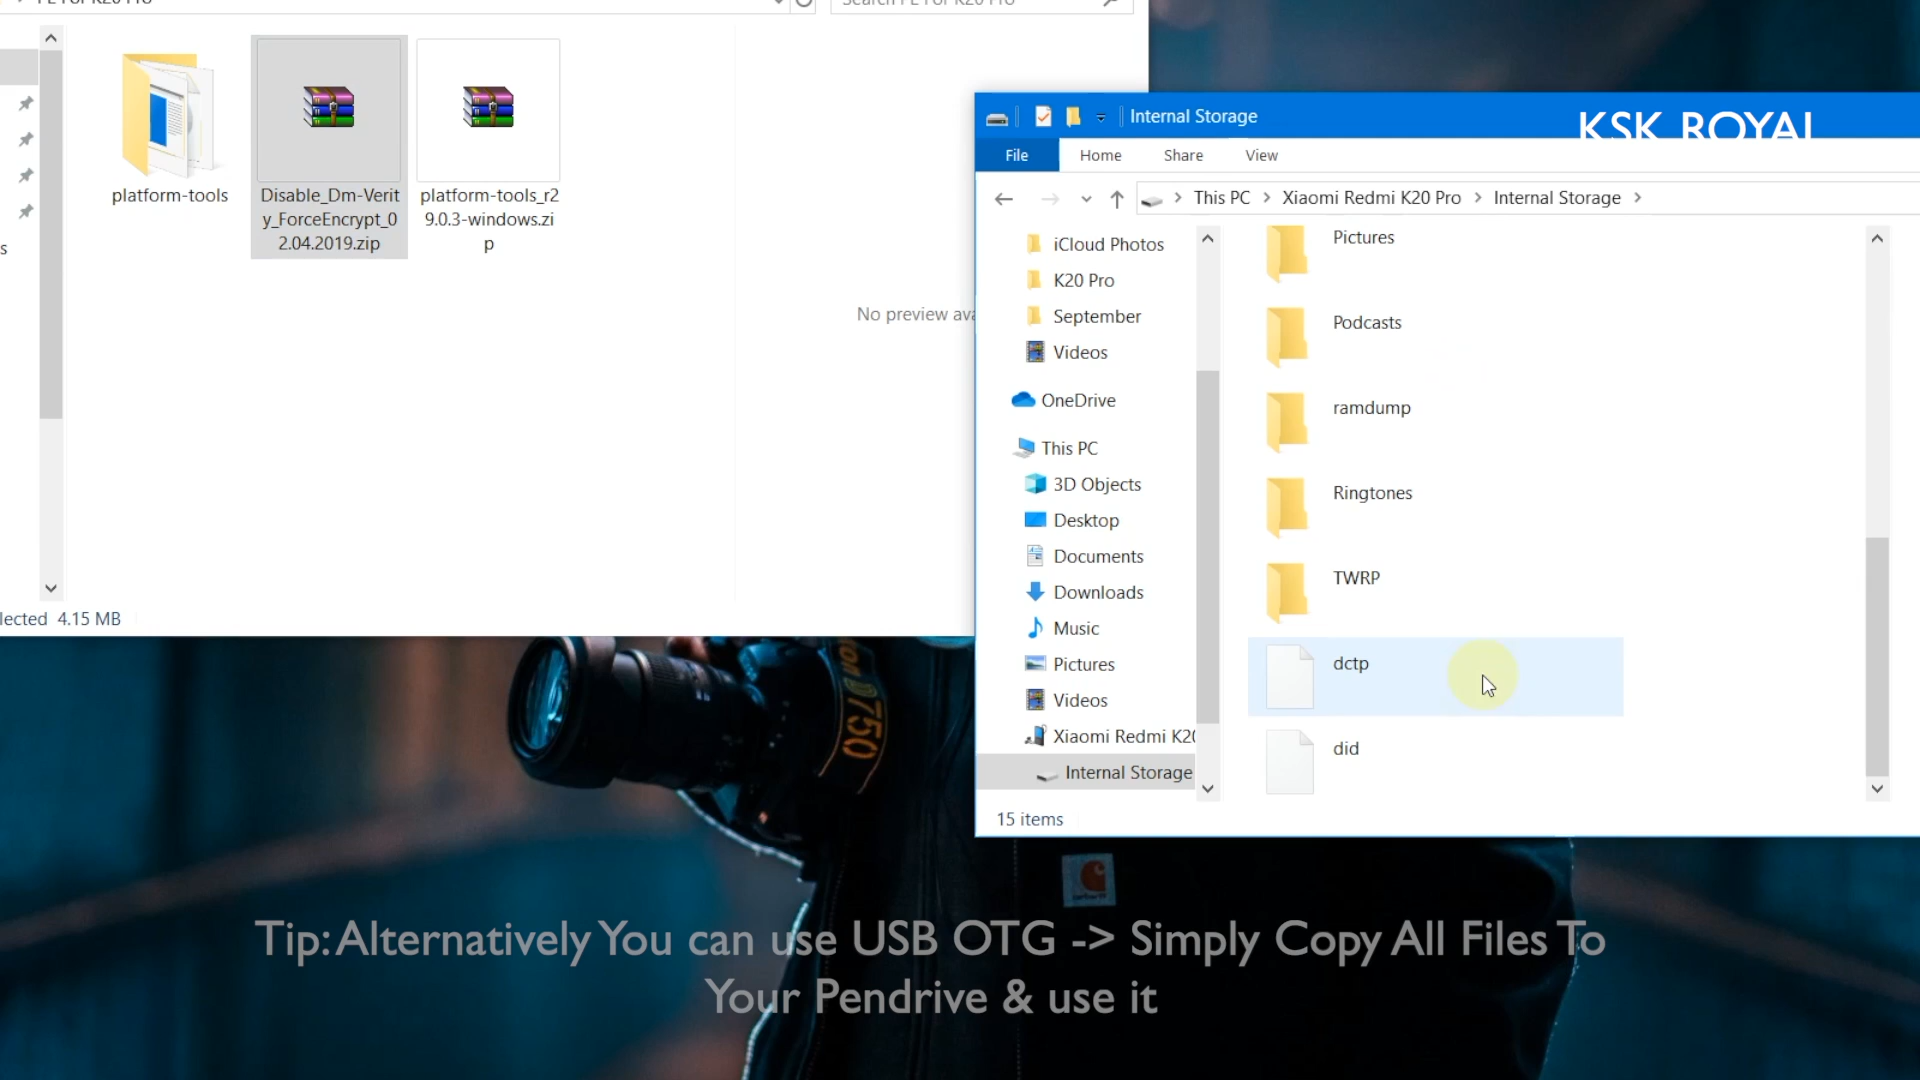 platform-tools
Disable_Dm-Verit
y_ForceEncrypt_0
2.04.2019.zip
platform-tools_r2
9.0.3-windows.zi
p
No preview ava
lected 4.15 MB
Internal Storage
KSK ROYAL
File
Home
Share
View
This PC
Xiaomi Redmi K20 Pro
Internal Storage
iCloud Photos
K20 Pro
September
Videos
OneDrive
This PC
3D Objects
Desktop
Documents
Downloads
Music
Pictures
Videos
Xiaomi Redmi K20
Internal Storage
Pictures
Podcasts
ramdump
Ringtones
TWRP
dctp
did
15 items
D750
Tip: Alternatively You can use USB OTG -> Simply Copy All Files To
Your Pendrive & use it